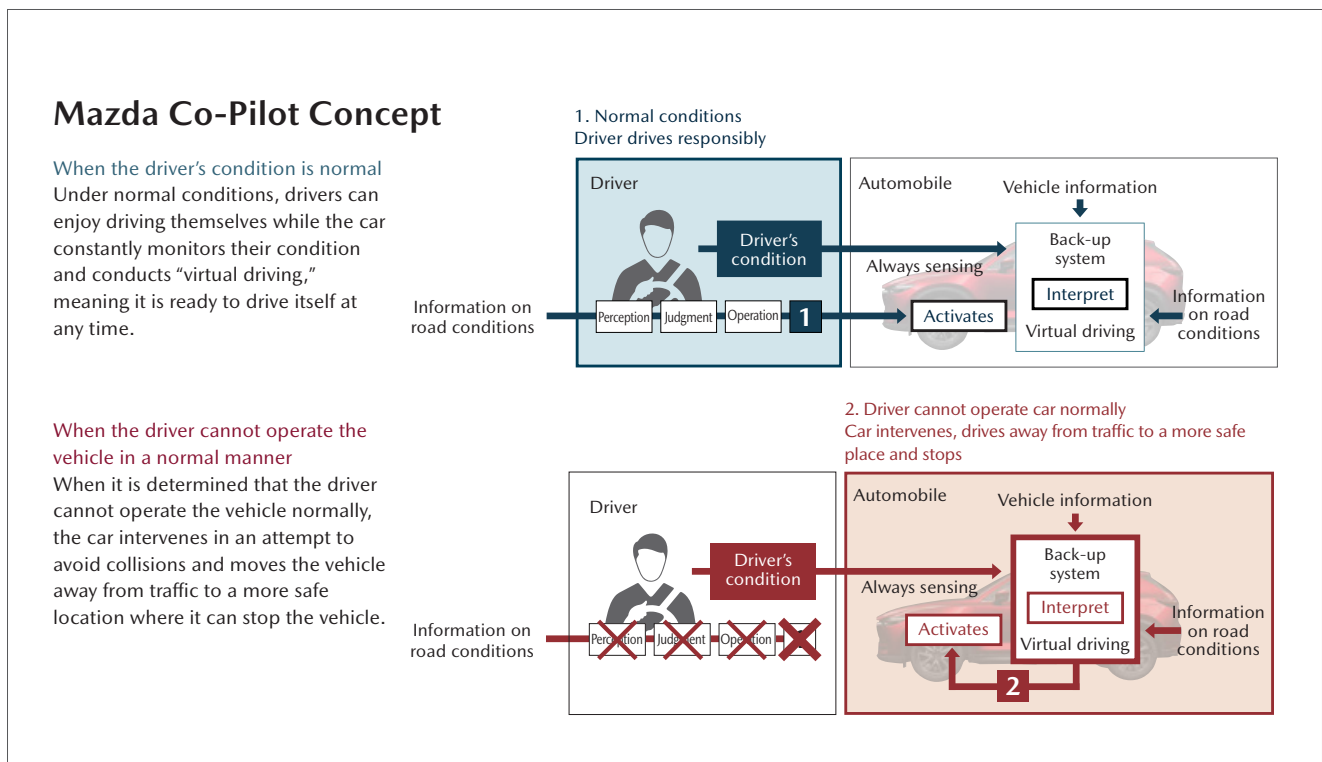 Mazda Co-Pilot Concept
When the driver's condition is normal
Under normal conditions, drivers can
enjoy driving themselves while the car
constantly monitors their condition
and conducts “virtual driving,”
meaning it is ready to drive itself at
any time.
1. Normal conditions
Driver drives responsibly
Driver
Driver's
condition
Information on
road conditions
Perception
Judgment
Operation
1
Automobile
Vehicle information
Always sensing
Activates
Back-up
system
Interpret
Virtual driving
Information
on road
conditions
When the driver cannot operate the
vehicle in a normal manner
When it is determined that the driver
cannot operate the vehicle normally,
the car intervenes in an attempt to
avoid collisions and moves the vehicle
away from traffic to a more safe
location where it can stop the vehicle.
2. Driver cannot operate car normally
Car intervenes, drives away from traffic to a more safe
place and stops
Driver
Driver's
condition
Information on
road conditions
Perception
Judgment
Operation
Automobile
Vehicle information
Always sensing
Activates
Back-up
system
Interpret
Virtual driving
2
Information
on road
conditions